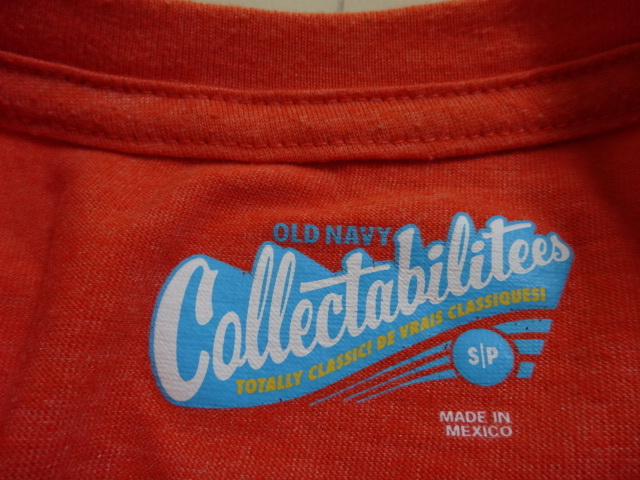 OLD NAVY
Collectabilitees
TOTALLY CLASSIC! DE VRAIS CLASSIQUES!
S|P
MADE IN
MEXICO